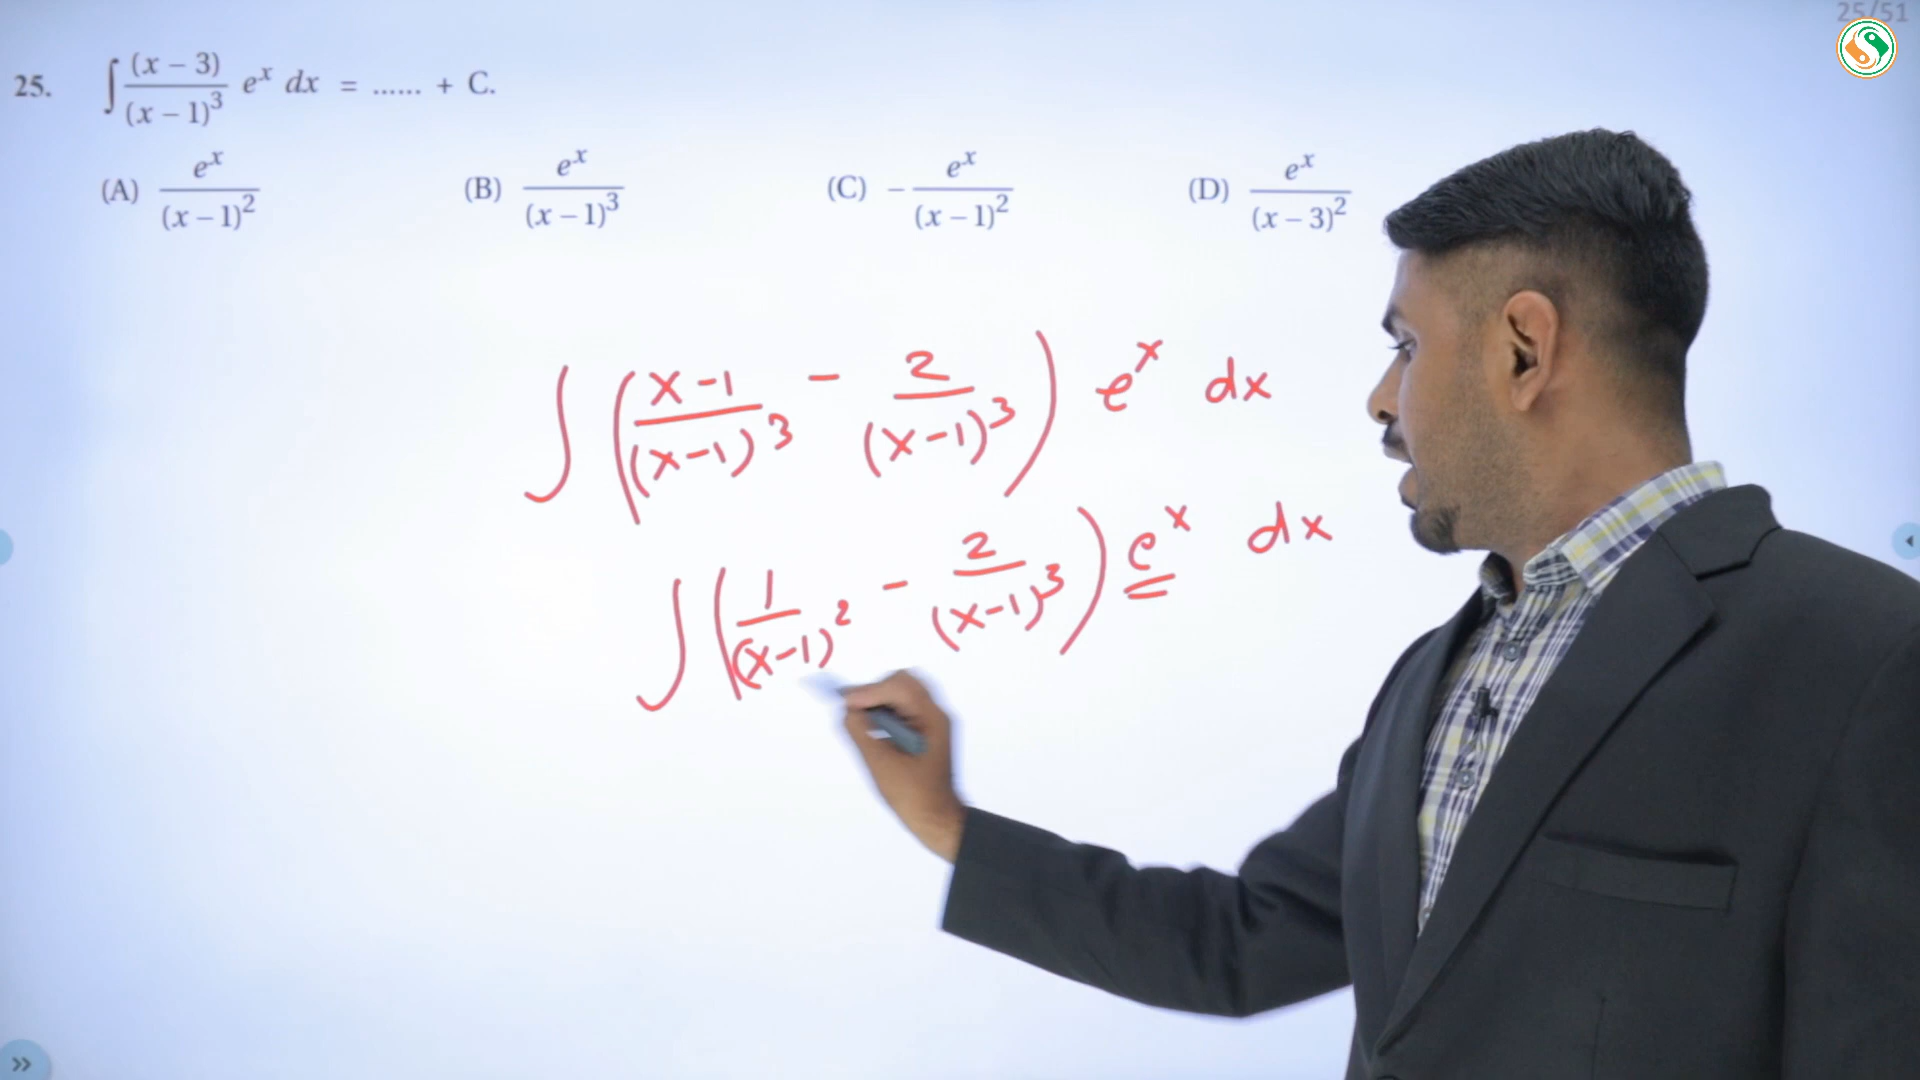 25/51
25. ∫ (x – 3)/(x – 1)³ eˣ dx = ...... + C.
(A) eˣ/(x – 1)² (B) eˣ/(x – 1)³ (C) – eˣ/(x – 1)² (D) eˣ/(x – 3)²
∫ ( x-1/(x-1)³ - 2/(x-1)³ ) eˣ dx
∫ ( 1/(x-1)² - 2/(x-1)³ ) eˣ dx
»